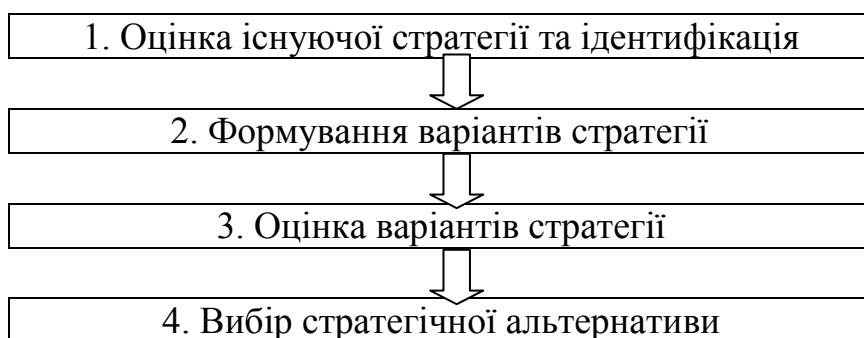 1. Оцінка існуючої стратегії та ідентифікація
2. Формування варіантів стратегії
3. Оцінка варіантів стратегії
4. Вибір стратегічної альтернативи